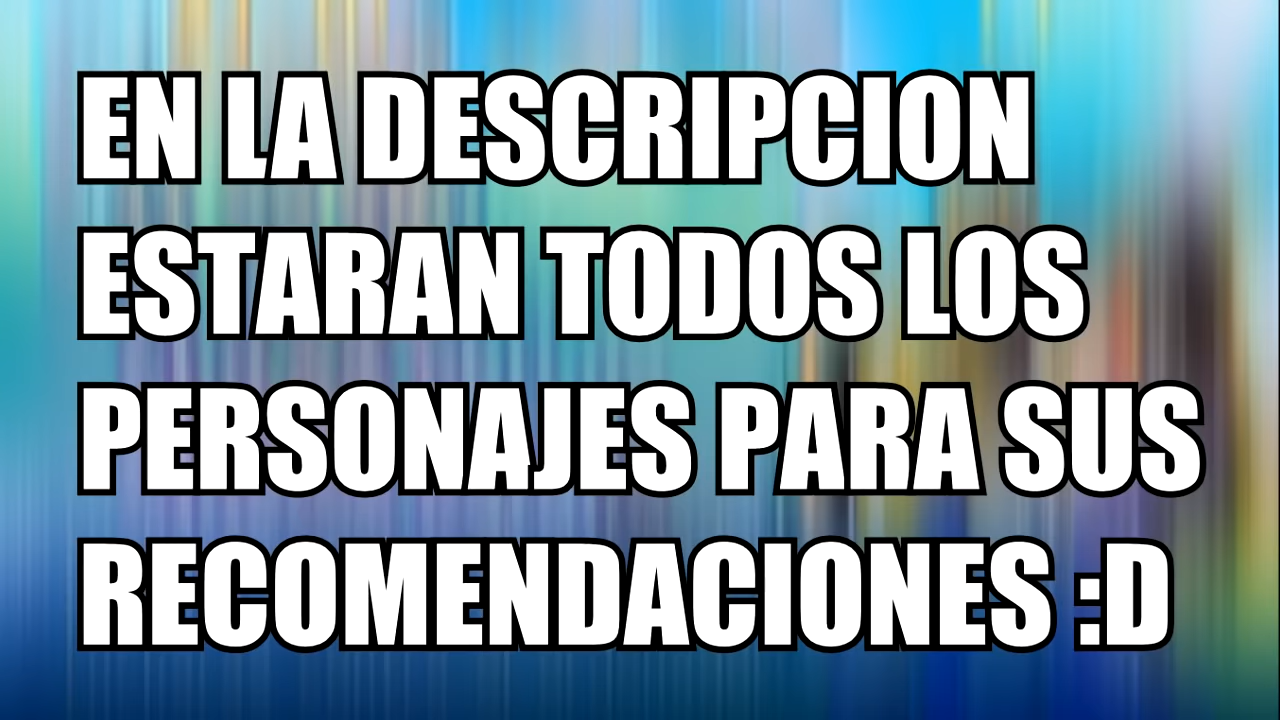 EN LA DESCRIPCION
ESTARAN TODOS LOS
PERSONAJES PARA SUS
RECOMENDACIONES :D